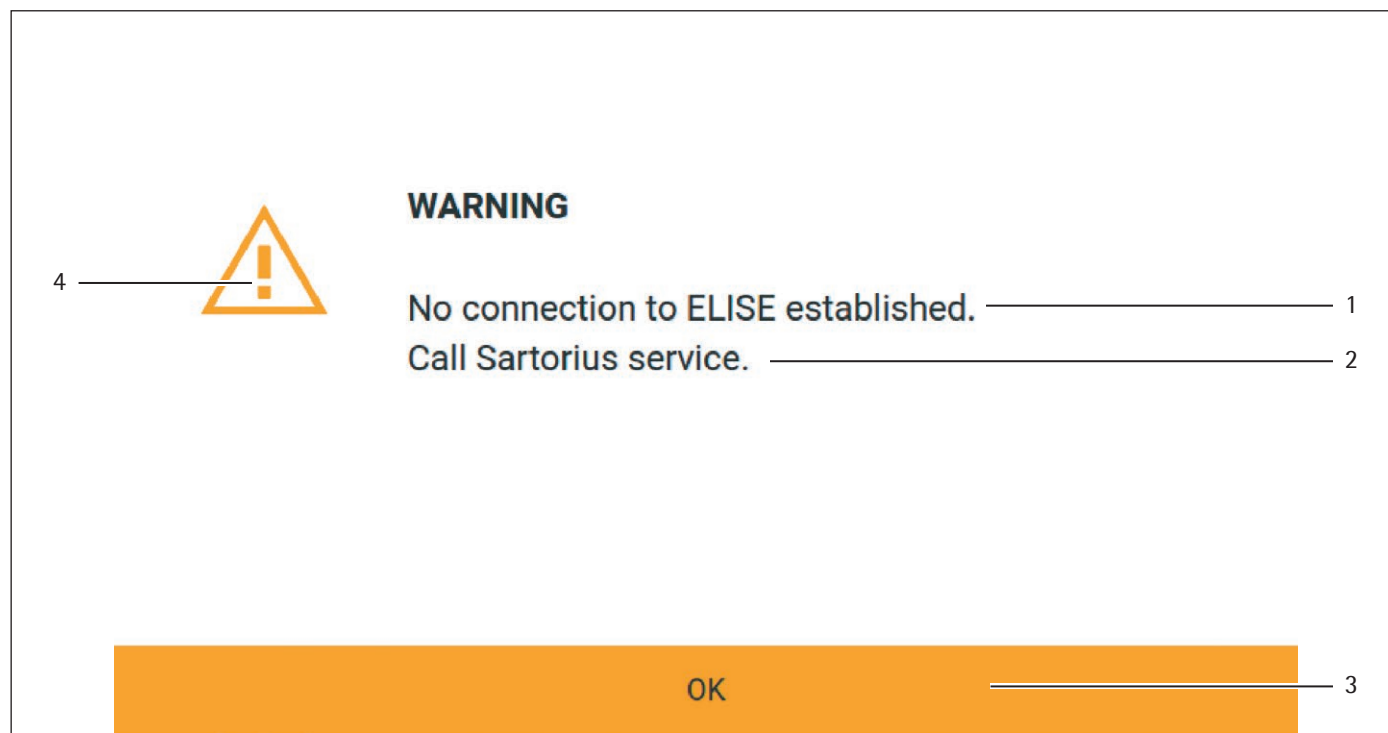 WARNING
4
No connection to ELISE established.
1
Call Sartorius service.
2
OK
3